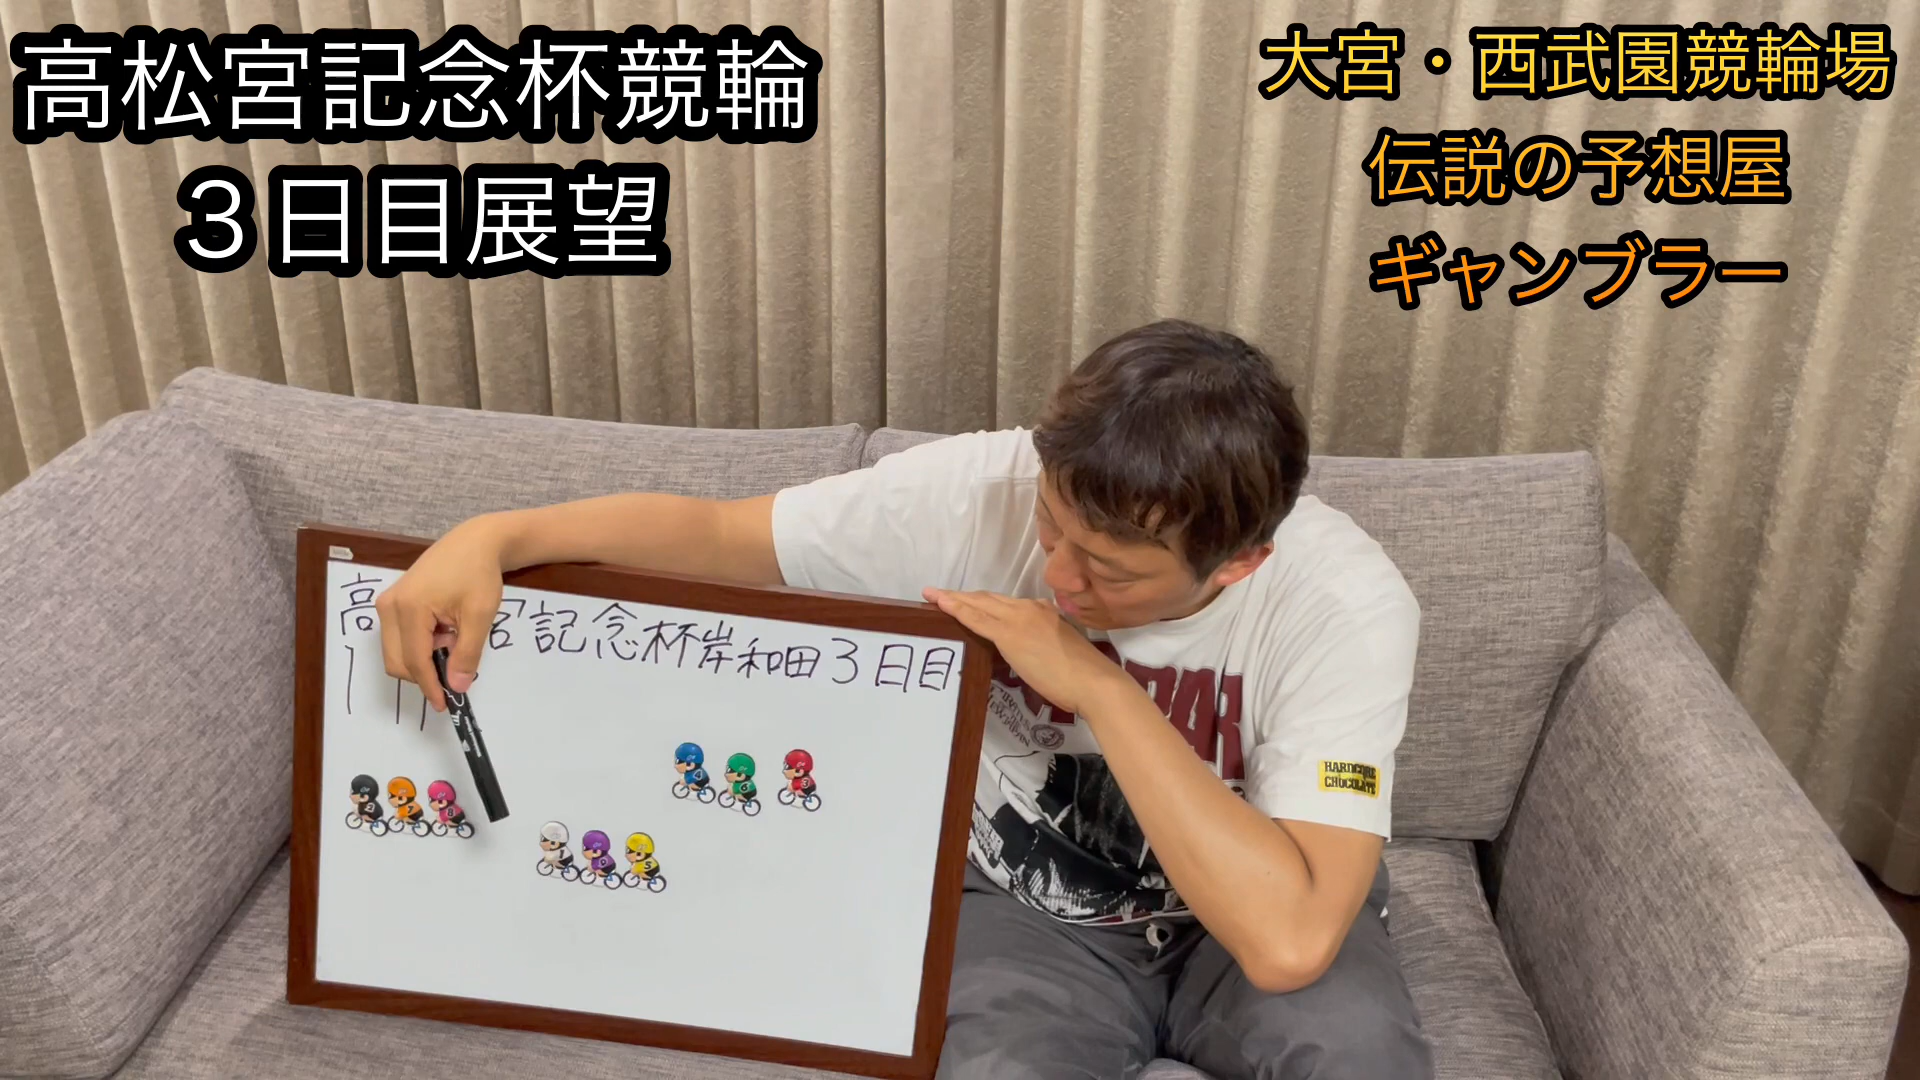 高松宮記念杯競輪
3日目展望
大宮・西武園競輪場
伝説の予想屋
ギャンブラー
高 宮記念杯岸和田3日目
HARDCORE
CHOCOLATE